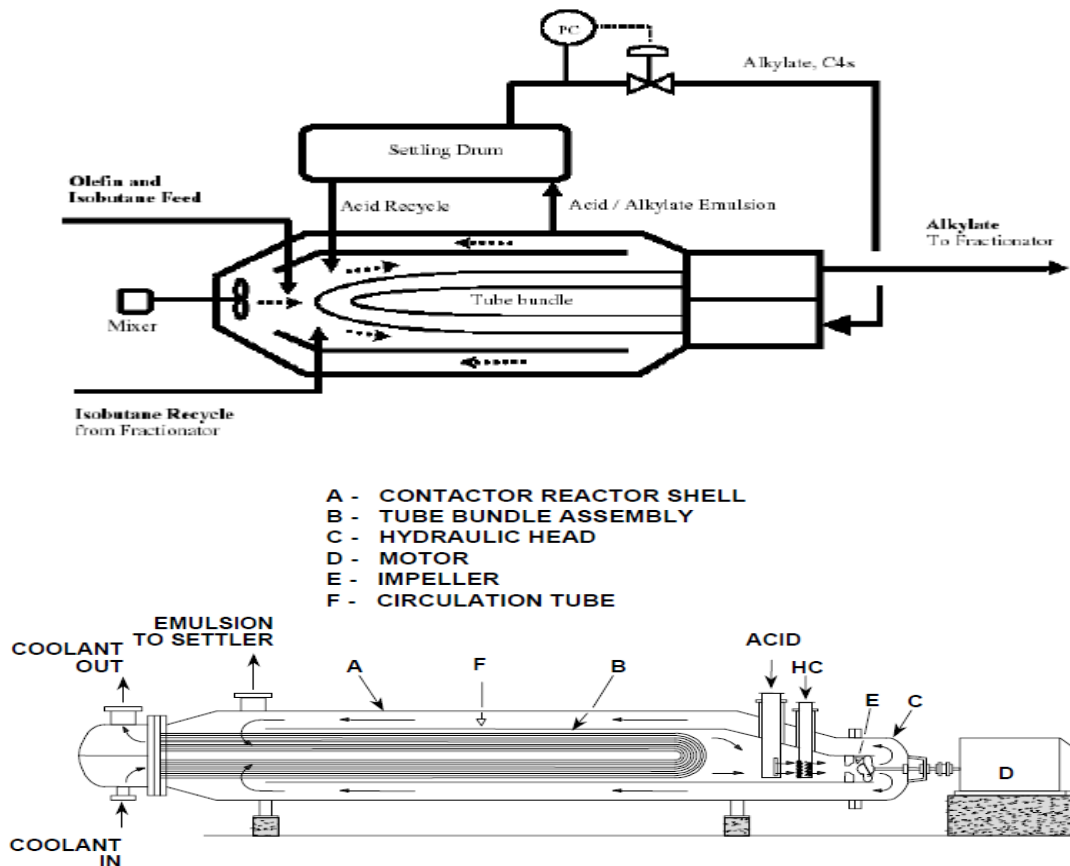 PC
Alkylate, C4s
Settling Drum
Olefin and
Isobutane Feed
Acid Recycle
Acid / Alkylate Emulsion
Alkylate
To Fractionator
Tube bundle
Mixer
Isobutane Recycle
from Fractionator
A - CONTACTOR REACTOR SHELL
B - TUBE BUNDLE ASSEMBLY
C - HYDRAULIC HEAD
D - MOTOR
E - IMPELLER
F - CIRCULATION TUBE
EMULSION
TO SETTLER
COOLANT
OUT
ACID
A
F
B
HC
E
C
D
COOLANT
IN